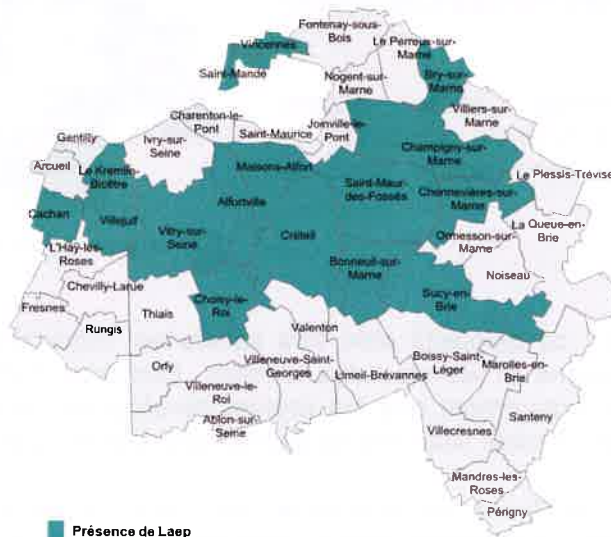 Fontenay-sous-
Bois
Vincennes
Le Perreux-sur-
Marne
Saint-Mandé
Bry-sur-
Marne
Nogent-sur-
Marne
Villiers-sur-
Marne
Charenton-le-
Pont
Joinville-le-
Pont
Saint-Maurice
Gentilly
Ivry-sur-
Seine
Champigny-sur-
Marne
Arcueil
Le Kremlin-
Bicêtre
Maisons-Alfort
Le Plessis-Trévise
Saint-Maur-
des-Fossés
Chennevières-sur-
Marne
Cachan
Villejuif
Alfortville
La Queue-en-
Brie
Vitry-sur-
Seine
Créteil
Ormesson-sur-
Marne
L'Hay-les-
Roses
Bonneuil-sur-
Marne
Noiseau
Chevilly-Larue
Choisy-le-
Roi
Sucy-en-
Brie
Fresnes
Thiais
Rungis
Valenton
Orly
Villeneuve-Saint-
Georges
Boissy-Saint-
Léger
Marolles-en-
Brie
Limeil-Brévannes
Villeneuve-le-
Roi
Ablon-sur-
Seine
Santeny
Villecresnes
Mandres-les-
Roses
Périgny
Présence de Laep